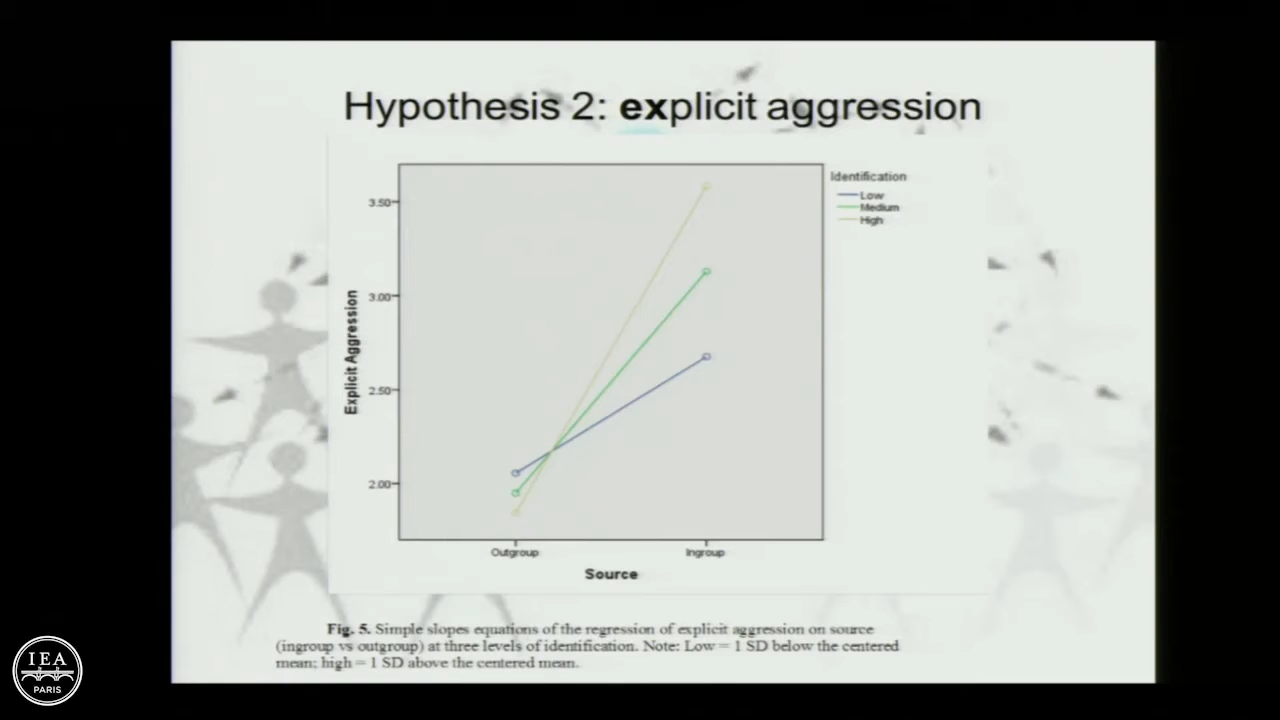 Hypothesis 2: explicit aggression
Identification
Low
Medium
High
3.50
3.00
2.50
2.00
Explicit Aggression
Outgroup
Ingroup
Source
Fig. 5. Simple slopes equations of the regression of explicit aggression on source
(ingroup vs outgroup) at three levels of identification. Note: Low = 1 SD below the centered
mean; high = 1 SD above the centered mean.
IEA
PARIS